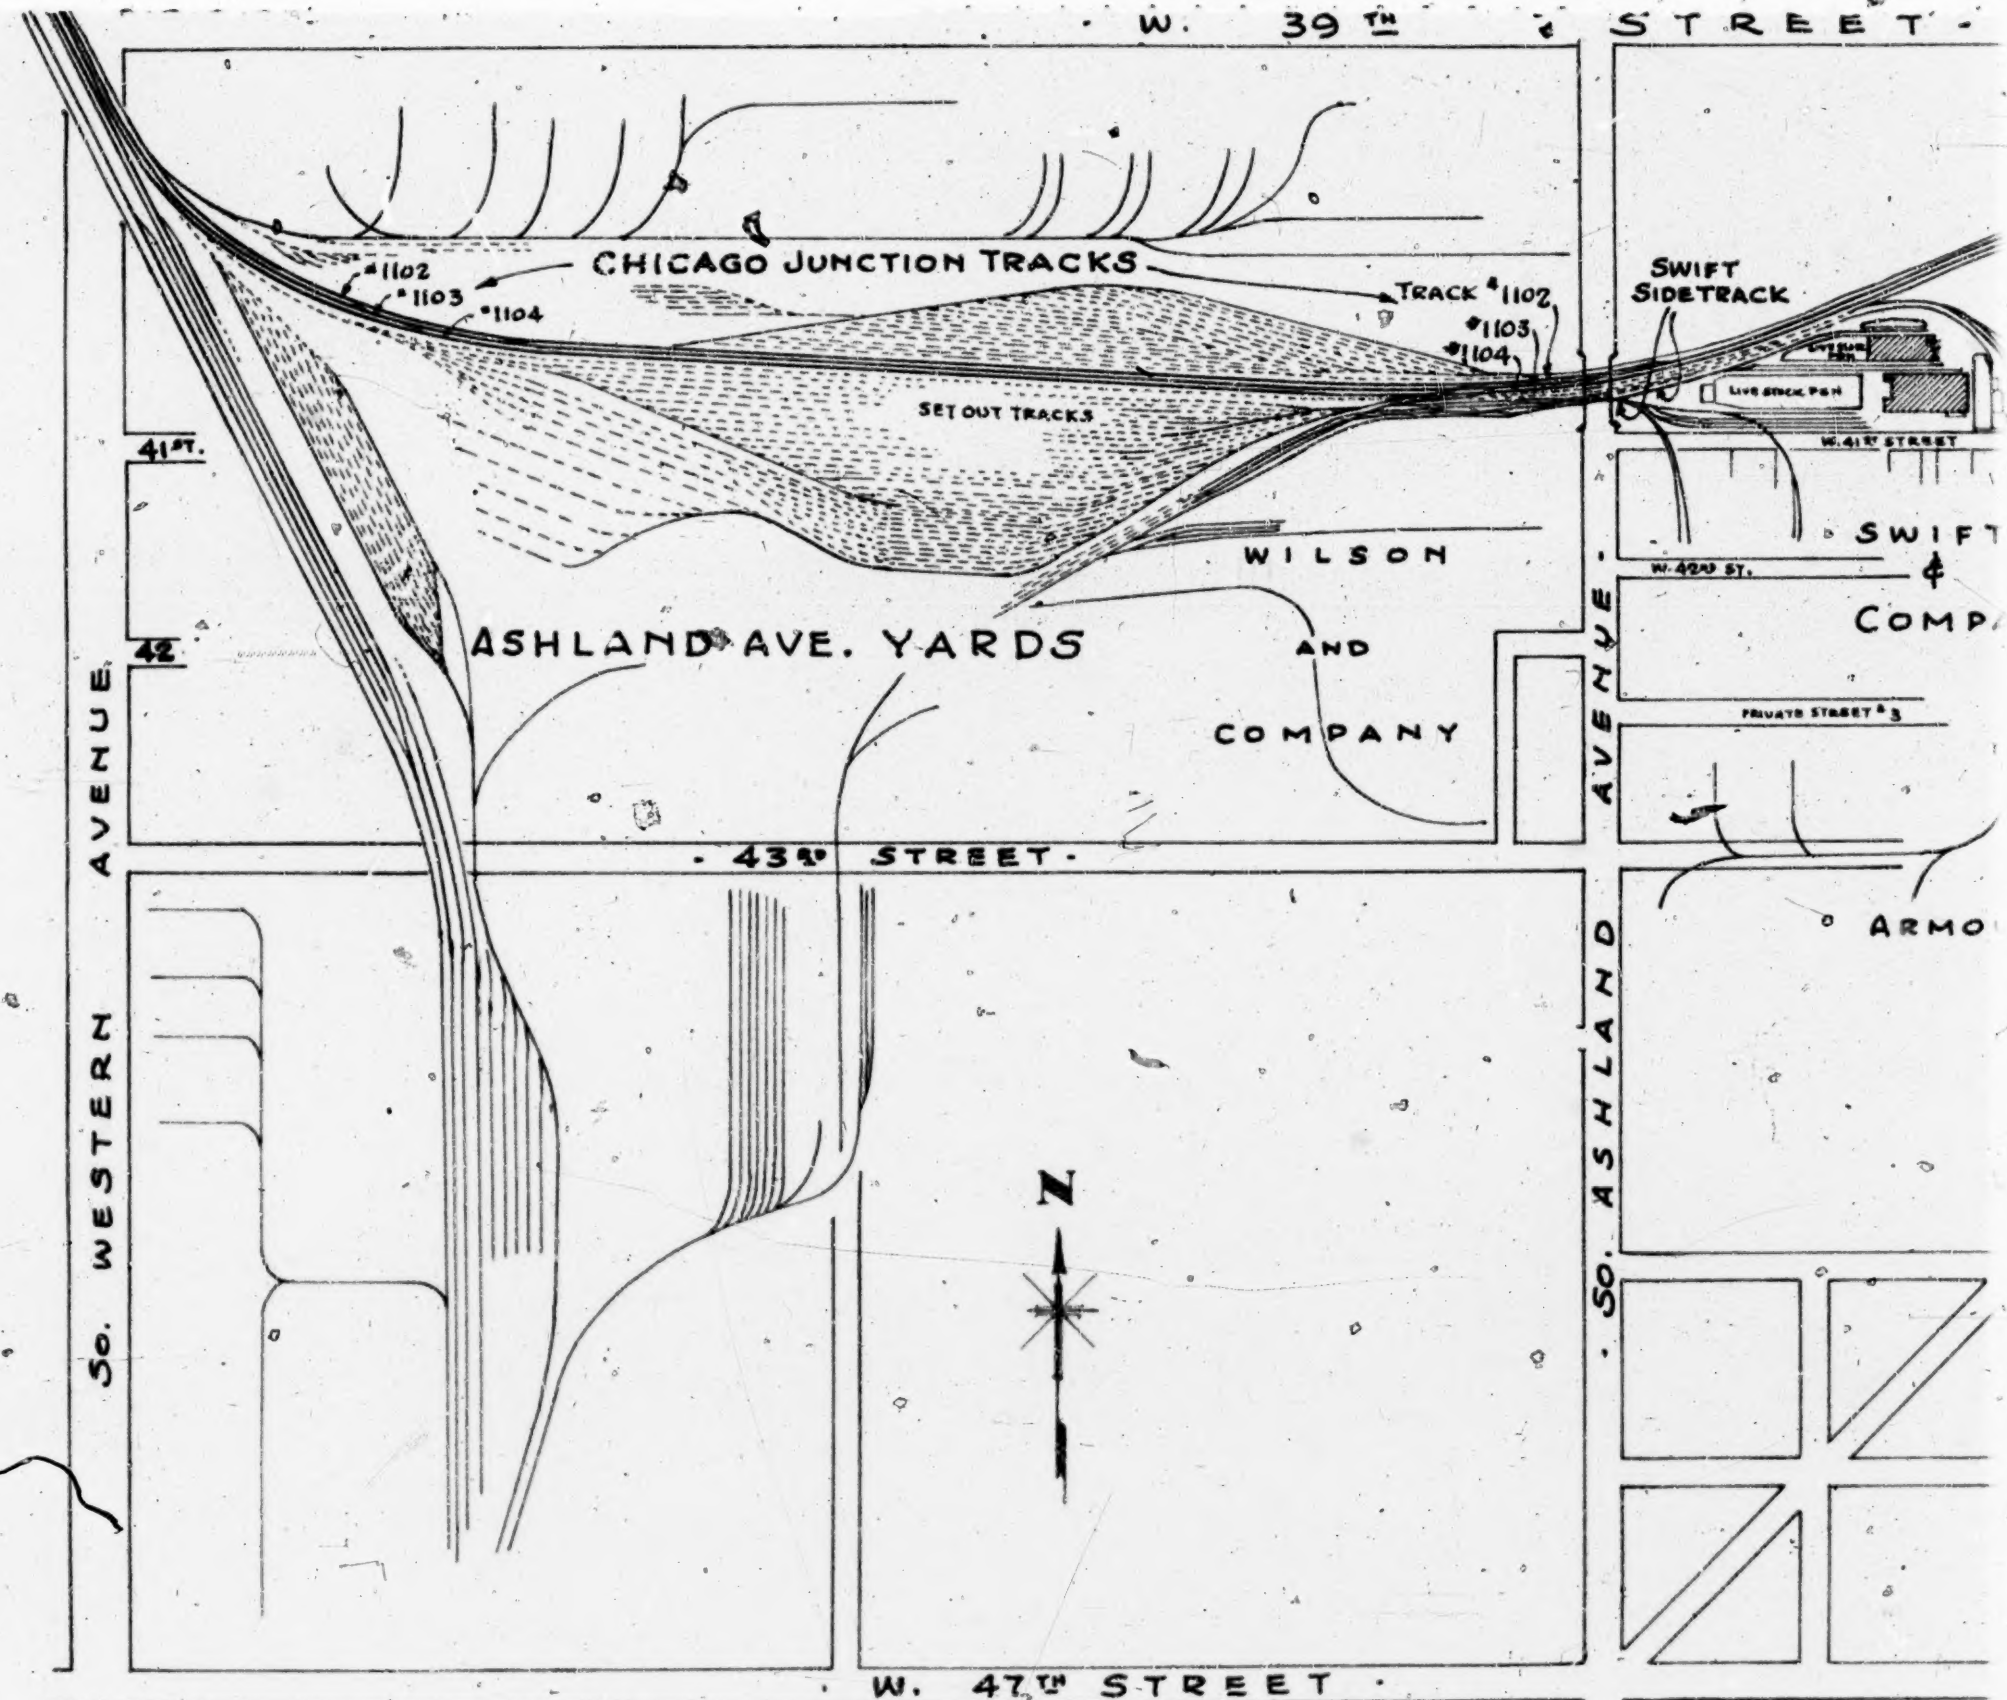 · W. 39TH STREET ·
CHICAGO JUNCTION TRACKS
#1102
#1103
#1104
TRACK #1102
#1103
#1104
SWIFT
SIDETRACK
SET OUT TRACKS
LIVE STOCK PEN
W. 41ST STREET
41ST.
WILSON
AND
COMPANY
SWIFT
&
COMP
W. 42ND ST.
42
ASHLAND AVE. YARDS
PRIVATE STREET #3
· 43RD STREET ·
ARMO
SO. WESTERN AVENUE
· SO. ASHLAND AVENUE ·
N
· W. 47TH STREET ·